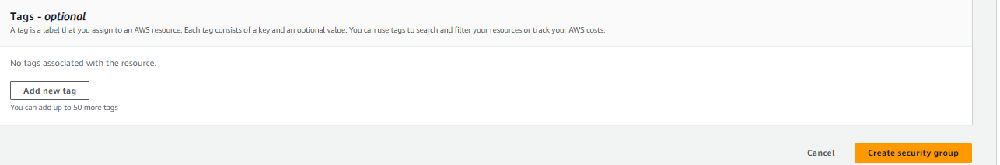 Tags - optional
A tag is a label that you assign to an AWS resource. Each tag consists of a key and an optional value. You can use tags to search and filter your resources or track your AWS costs.
No tags associated with the resource.
Add new tag
You can add up to 50 more tags
Cancel
Create security group